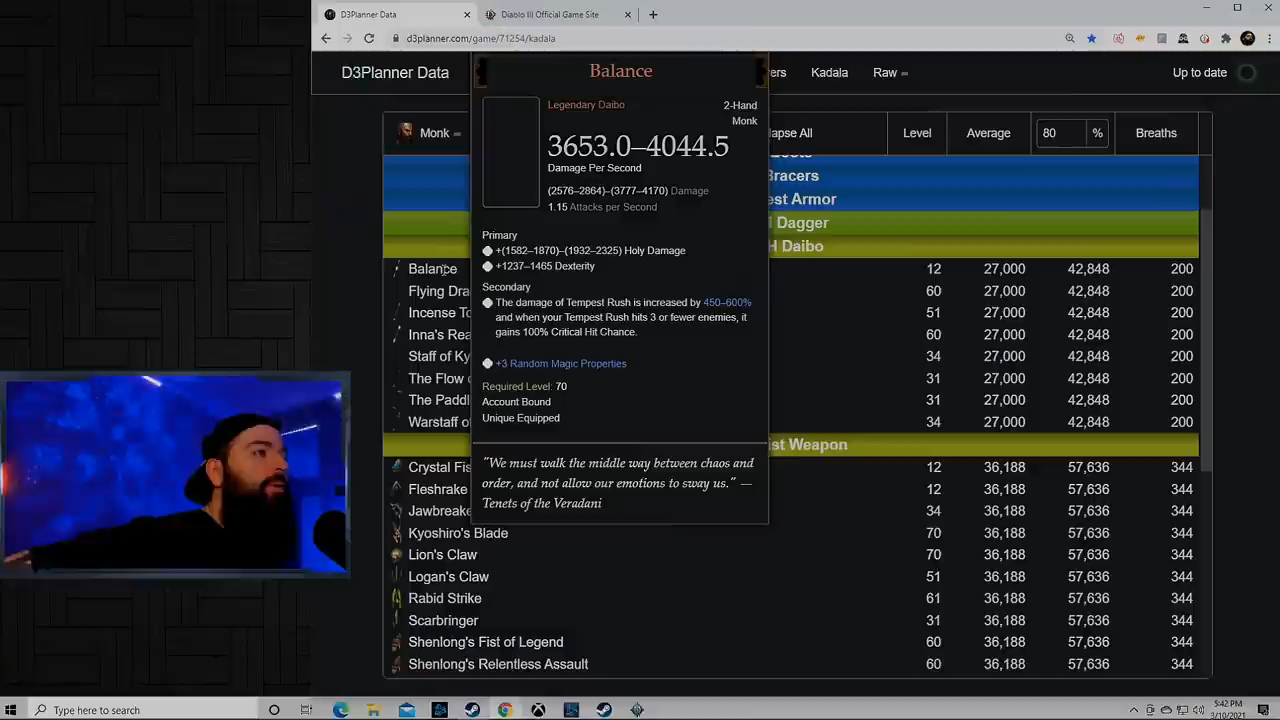 D3Planner Data
Diablo III Official Game Site
d3planner.com/game/71254/kadala
D3Planner Data
ers
Kadala
Raw
Up to date
Monk
lapse All
Level
Average
80
%
Breaths
Bracers
est Armor
Dagger
H Daibo
Balance 12 27,000 42,848 200
Flying Dra 60 27,000 42,848 200
Incense To 51 27,000 42,848 200
Inna's Rea 60 27,000 42,848 200
Staff of Ky 34 27,000 42,848 200
The Flow o 31 27,000 42,848 200
The Paddl 31 27,000 42,848 200
Warstaff o 34 27,000 42,848 200
ist Weapon
Crystal Fis 12 36,188 57,636 344
Fleshrake 12 36,188 57,636 344
Jawbreake 34 36,188 57,636 344
Kyoshiro's Blade 70 36,188 57,636 344
Lion's Claw 70 36,188 57,636 344
Logan's Claw 51 36,188 57,636 344
Rabid Strike 61 36,188 57,636 344
Scarbringer 31 36,188 57,636 344
Shenlong's Fist of Legend 60 36,188 57,636 344
Shenlong's Relentless Assault 60 36,188 57,636 344
Balance
Legendary Daibo
2-Hand
Monk
3653.0–4044.5
Damage Per Second
(2576–2864)–(3777–4170) Damage
1.15 Attacks per Second
Primary
+(1582–1870)–(1932–2325) Holy Damage
+1237–1465 Dexterity
Secondary
The damage of Tempest Rush is increased by 450–600%
and when your Tempest Rush hits 3 or fewer enemies, it
gains 100% Critical Hit Chance.
+3 Random Magic Properties
Required Level: 70
Account Bound
Unique Equipped
"We must walk the middle way between chaos and
order, and not allow our emotions to sway us." —
Tenets of the Veradani
Type here to search
5:42 PM
3/10/2021